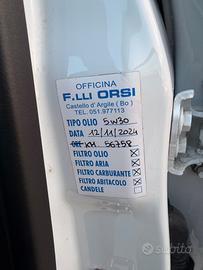 OFFICINA
F.LLI ORSI
Castello d'Argile (Bo)
TEL. 051.977113
TIPO OLIO 5W30
DATA 12/11/2024
KM. 56758
FILTRO OLIO
FILTRO ARIA
FILTRO CARBURANTE
FILTRO ABITACOLO
CANDELE
subito